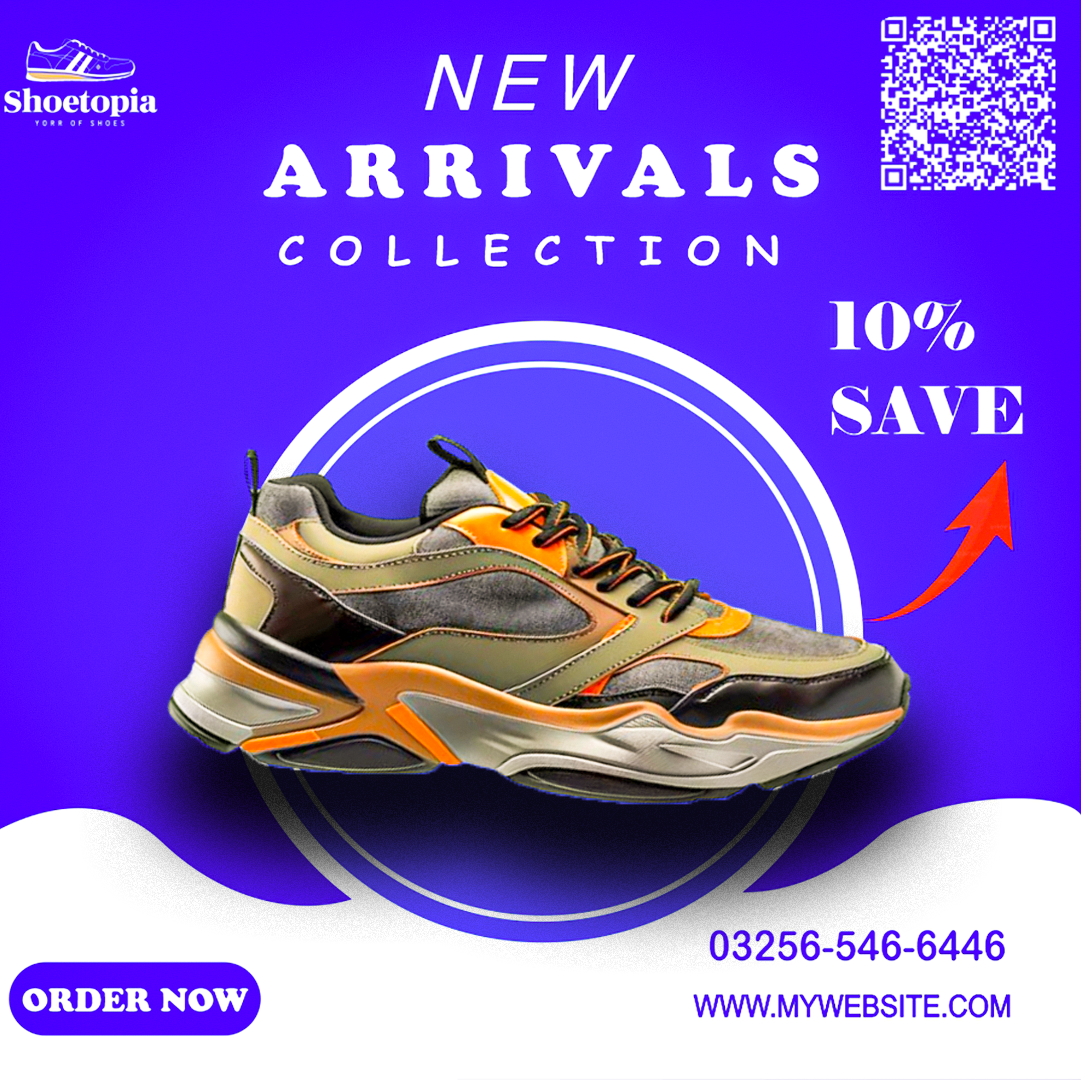 Shoetopia
YORR OF SHOES
NEW
ARRIVALS
COLLECTION
10%
SAVE
03256-546-6446
ORDER NOW
WWW.MYWEBSITE.COM